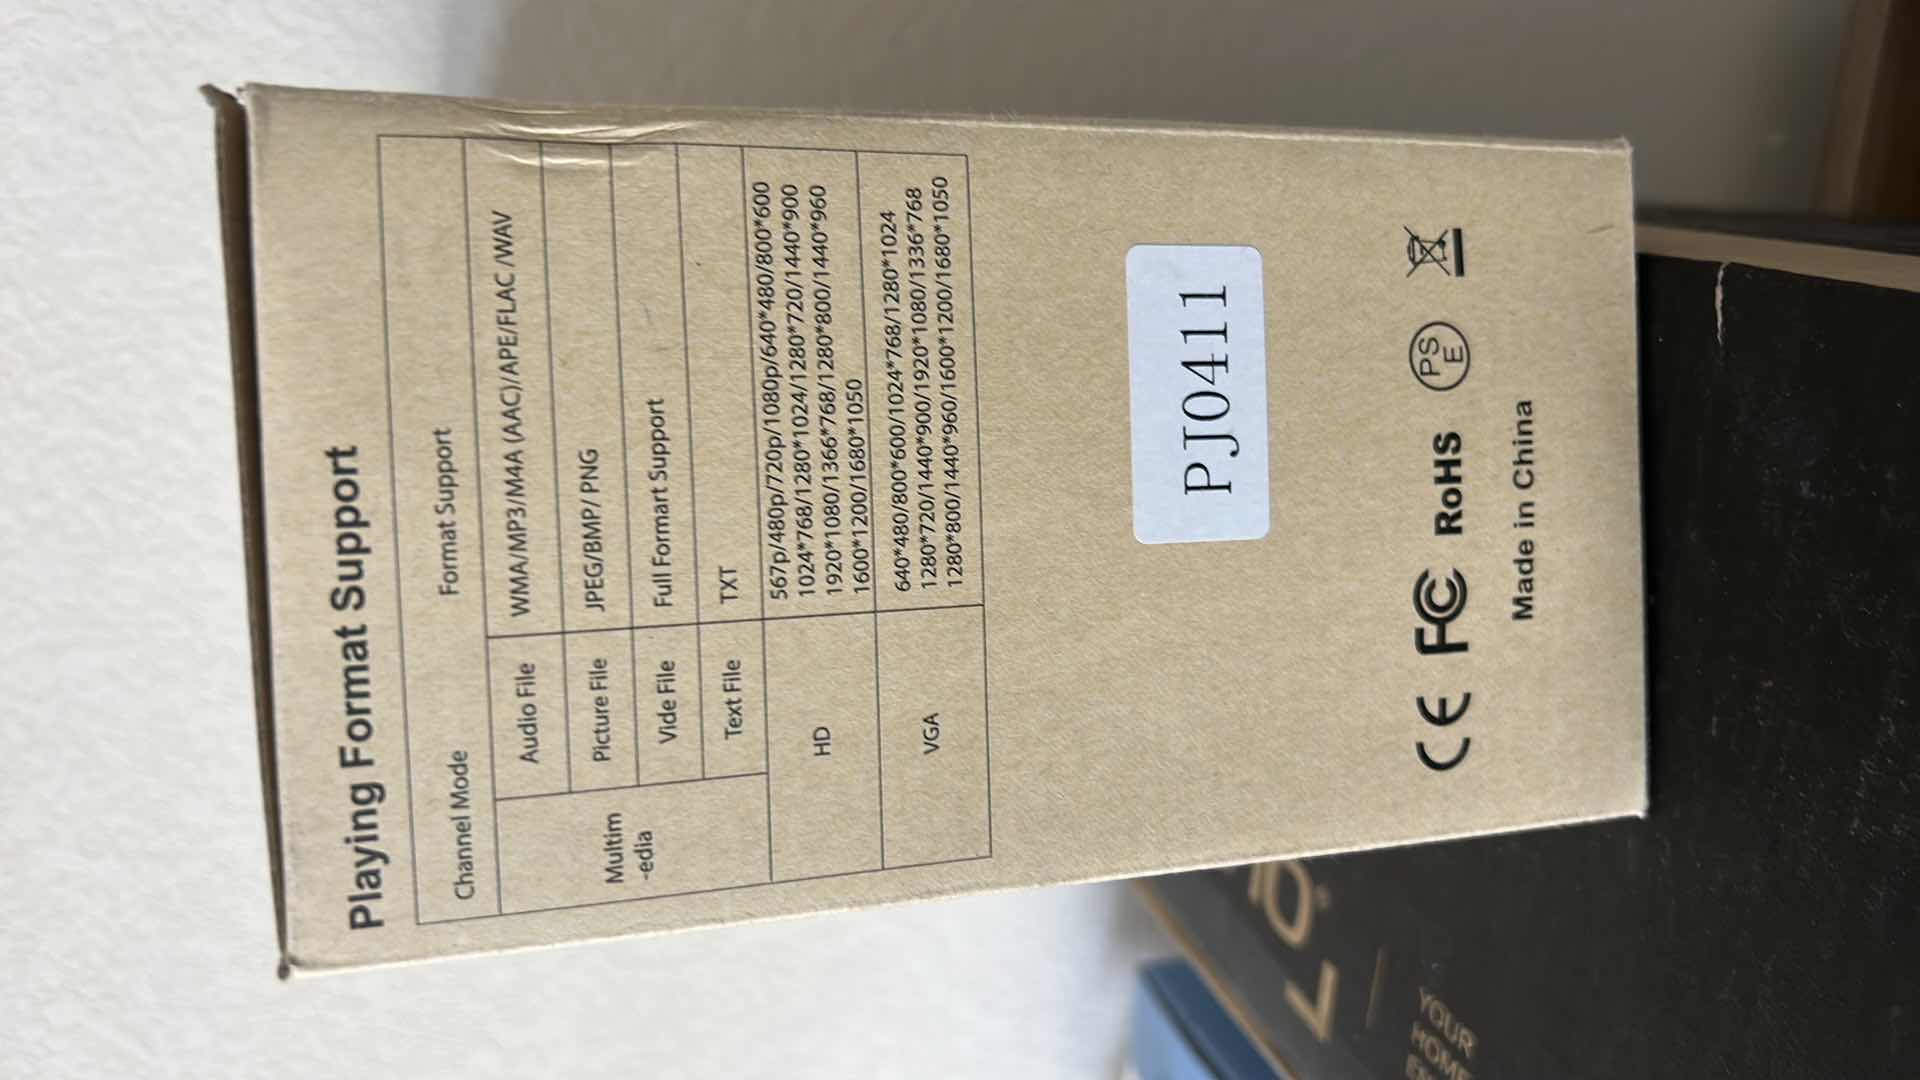 Playing Format Support
Channel Mode Format Support
Multim
-edia
Audio File WMA/MP3/M4A (AAC)/APE/FLAC /WAV
Picture File JPEG/BMP/ PNG
Vide File Full Formart Support
Text File TXT
HD
567p/480p/720p/1080p/640*480/800*600
1024*768/1280*1024/1280*720/1440*900
1920*1080/1366*768/1280*800/1440*960
1600*1200/1680*1050
VGA
640*480/800*600/1024*768/1280*1024
1280*720/1440*900/1920*1080/1336*768
1280*800/1440*960/1600*1200/1680*1050
PJ0411
CE FC RoHS PSE
Made in China
YOUR
HOME